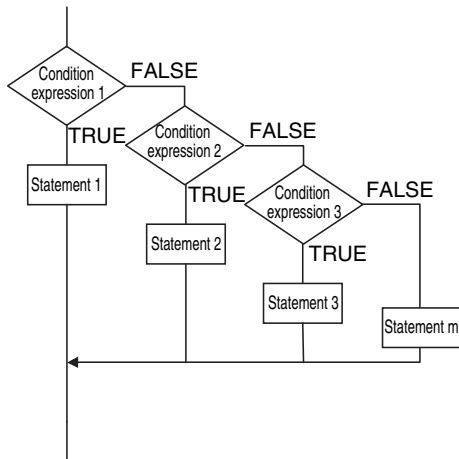 Condition
expression 1
FALSE
TRUE
Statement 1
Condition
expression 2
FALSE
TRUE
Statement 2
Condition
expression 3
FALSE
TRUE
Statement 3
Statement m